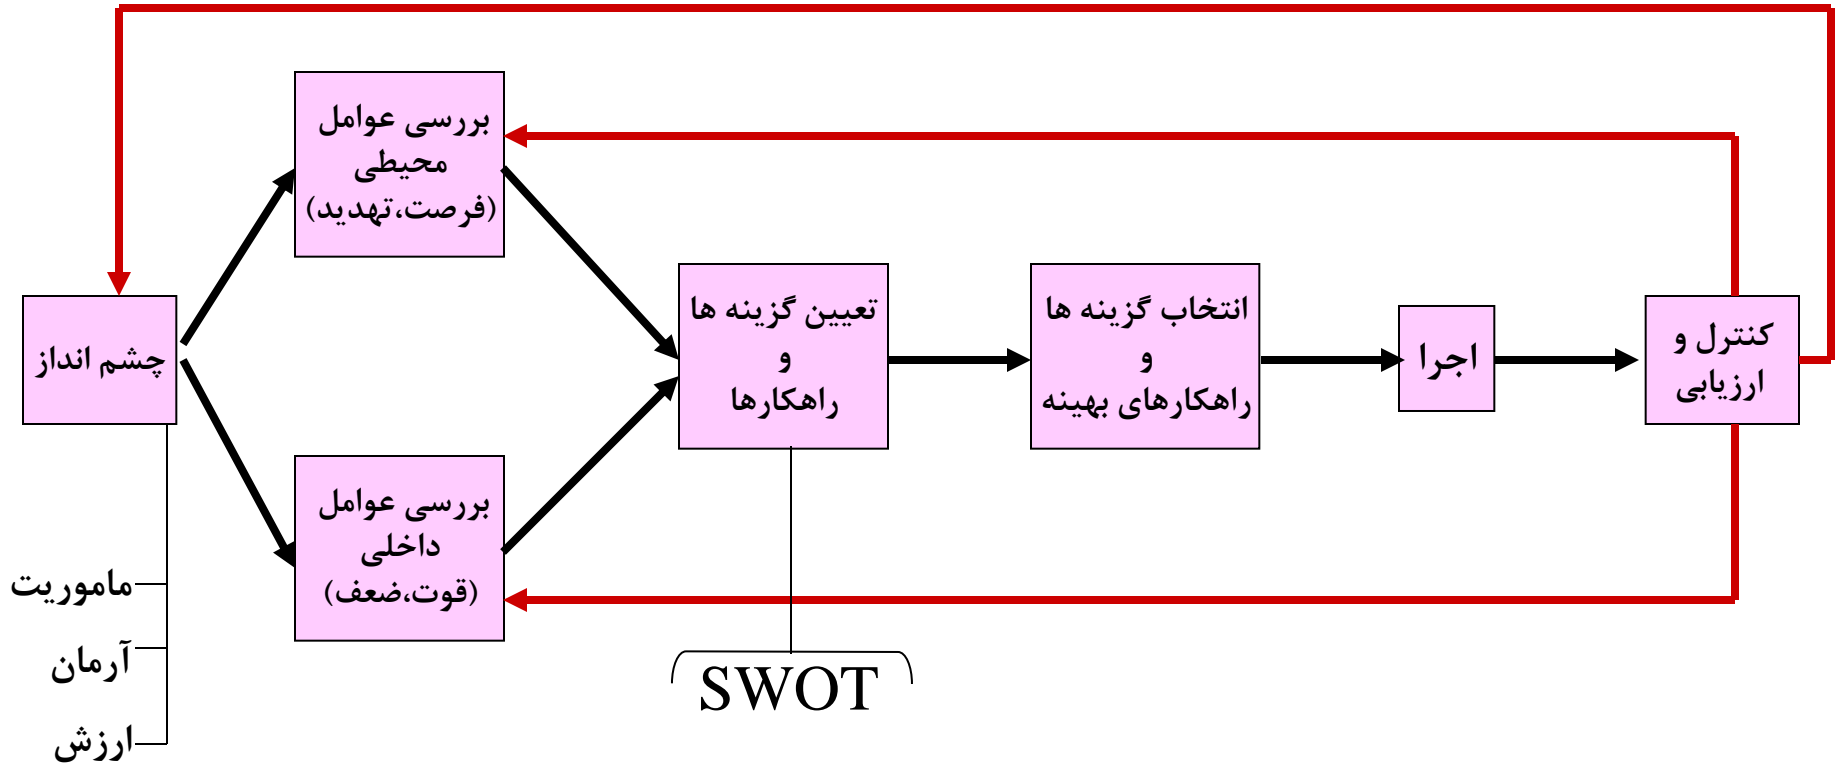 بررسی عوامل
محیطی
(فرصت،تهدید)
چشم انداز
تعیین گزینه ها
و
راهکارها
انتخاب گزینه ها
و
راهکارهای بهینه
اجرا
کنترل و
ارزیابی
بررسی عوامل
داخلی
(قوت،ضعف)
ماموریت
آرمان
ارزش
SWOT